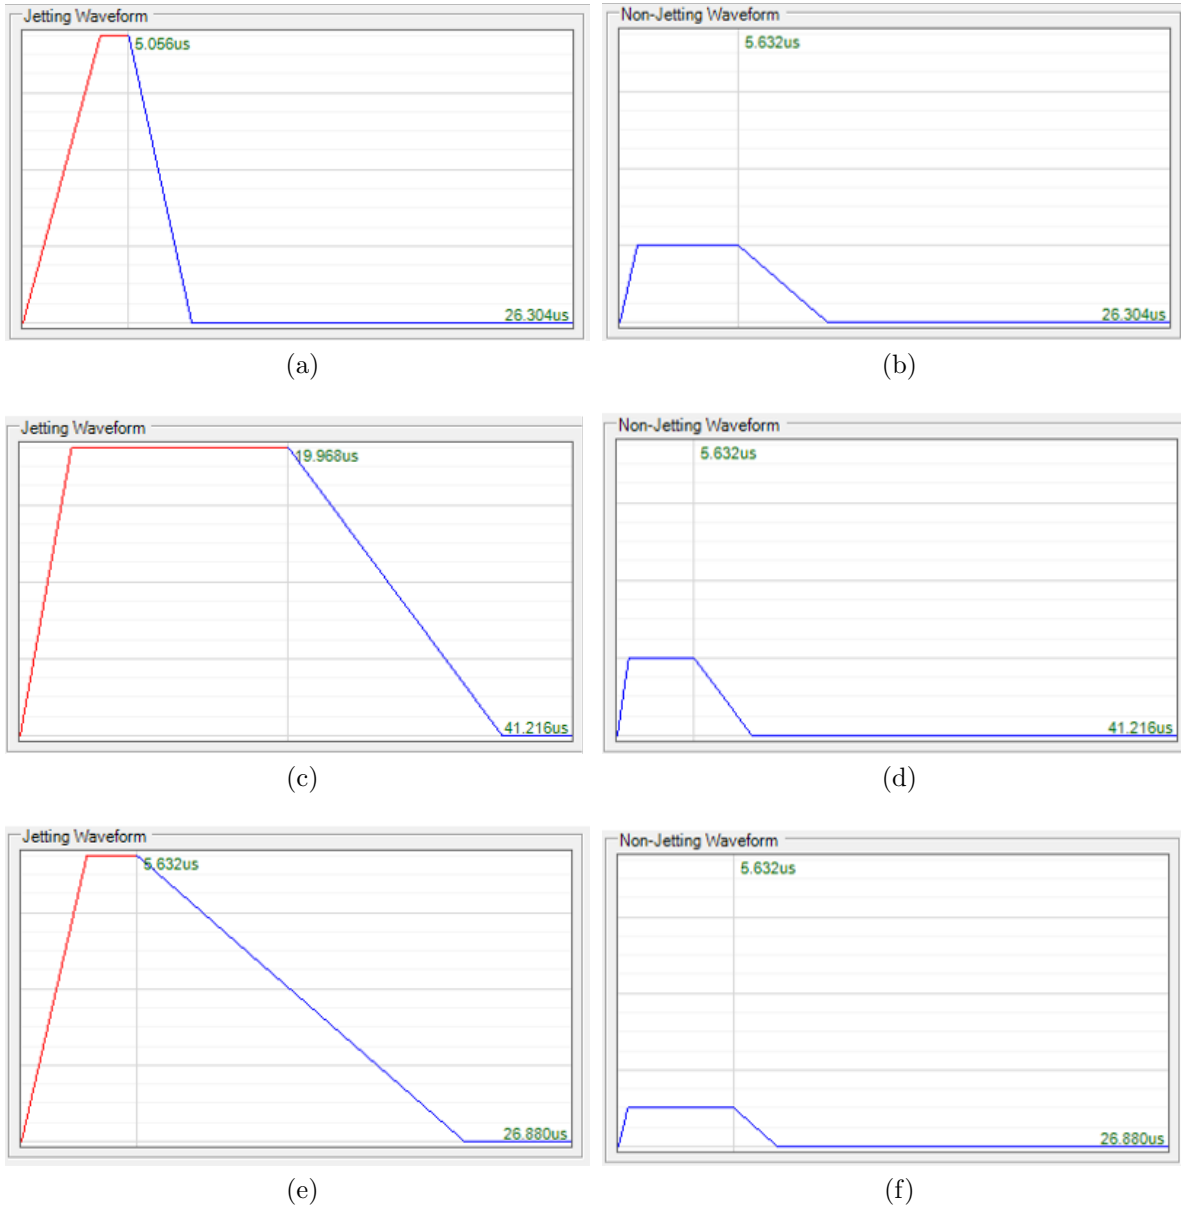 Jetting Waveform
5.056us
26.304us
Non-Jetting Waveform
5.632us
26.304us
(a)
(b)
Jetting Waveform
19.968us
41.216us
Non-Jetting Waveform
5.632us
41.216us
(c)
(d)
Jetting Waveform
5.632us
26.880us
Non-Jetting Waveform
5.632us
26.880us
(e)
(f)